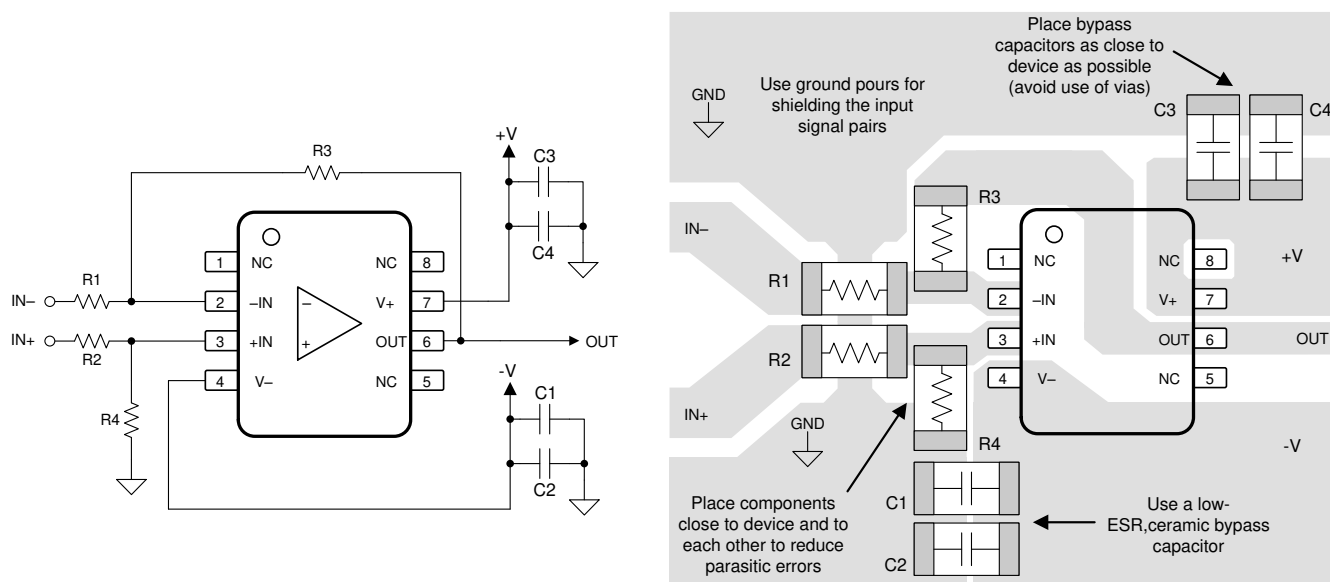 R3
+V
C3
C4
1
NC
NC
8
R1
IN–
2
–IN
–
V+
7
IN+
R2
3
+IN
+
OUT
6
OUT
4
V–
NC
5
-V
R4
C1
C2
Place bypass
capacitors as close to
device as possible
(avoid use of vias)
Use ground pours for
shielding the input
signal pairs
GND
C3
C4
R3
IN–
R1
1
NC
NC
8
+V
2
–IN
V+
7
3
+IN
OUT
6
OUT
R2
4
V–
NC
5
IN+
GND
R4
-V
Place components
close to device and to
each other to reduce
parasitic errors
C1
C2
Use a low-
ESR,ceramic bypass
capacitor